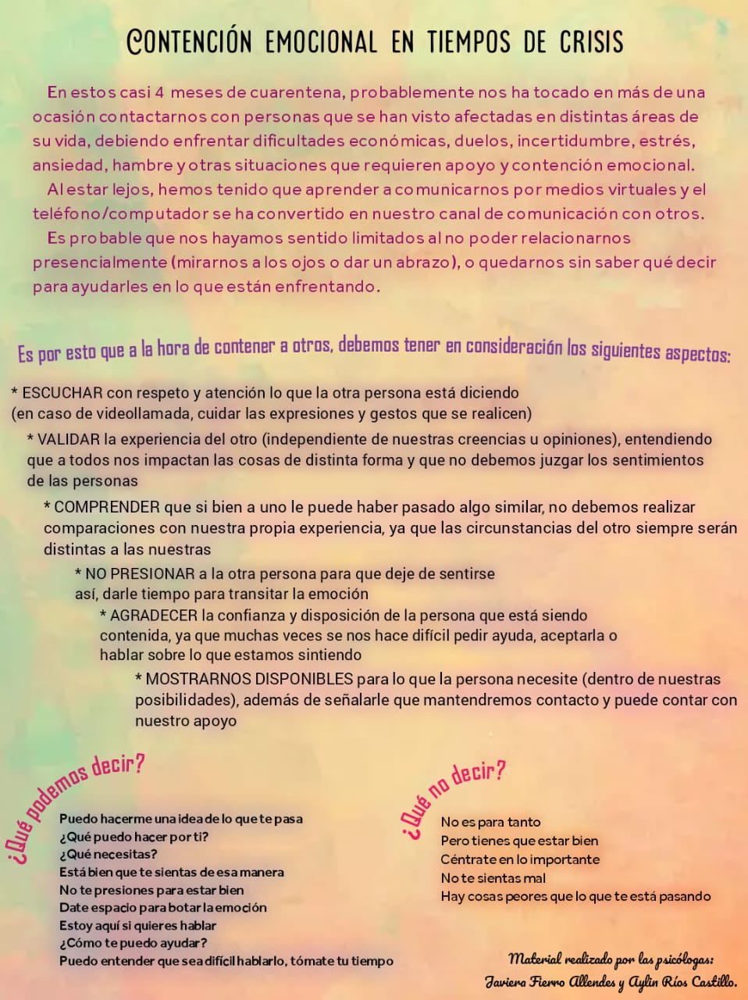 CONTENCIÓN EMOCIONAL EN TIEMPOS DE CRISIS
En estos casi 4 meses de cuarentena, probablemente nos ha tocado en más de una
ocasión contactarnos con personas que se han visto afectadas en distintas áreas de
su vida, debiendo enfrentar dificultades económicas, duelos, incertidumbre, estrés,
ansiedad, hambre y otras situaciones que requieren apoyo y contención emocional.
Al estar lejos, hemos tenido que aprender a comunicarnos por medios virtuales y el
teléfono/computador se ha convertido en nuestro canal de comunicación con otros.
Es probable que nos hayamos sentido limitados al no poder relacionarnos
presencialmente (mirarnos a los ojos o dar un abrazo), o quedarnos sin saber qué decir
para ayudarles en lo que están enfrentando.
Es por esto que a la hora de contener a otros, debemos tener en consideración los siguientes aspectos:
* ESCUCHAR con respeto y atención lo que la otra persona está diciendo
(en caso de videollamada, cuidar las expresiones y gestos que se realicen)
* VALIDAR la experiencia del otro (independiente de nuestras creencias u opiniones), entendiendo
que a todos nos impactan las cosas de distinta forma y que no debemos juzgar los sentimientos
de las personas
* COMPRENDER que si bien a uno le puede haber pasado algo similar, no debemos realizar
comparaciones con nuestra propia experiencia, ya que las circunstancias del otro siempre serán
distintas a las nuestras
* NO PRESIONAR a la otra persona para que deje de sentirse
así, darle tiempo para transitar la emoción
* AGRADECER la confianza y disposición de la persona que está siendo
contenida, ya que muchas veces se nos hace difícil pedir ayuda, aceptarla o
hablar sobre lo que estamos sintiendo
* MOSTRARNOS DISPONIBLES para lo que la persona necesite (dentro de nuestras
posibilidades), además de señalarle que mantendremos contacto y puede contar con
nuestro apoyo
¿Qué podemos decir?
Puedo hacerme una idea de lo que te pasa
¿Qué puedo hacer por ti?
¿Qué necesitas?
Está bien que te sientas de esa manera
No te presiones para estar bien
Date espacio para botar la emoción
Estoy aquí si quieres hablar
¿Cómo te puedo ayudar?
Puedo entender que sea difícil hablarlo, tómate tu tiempo
¿Qué no decir?
No es para tanto
Pero tienes que estar bien
Céntrate en lo importante
No te sientas mal
Hay cosas peores que lo que te está pasando
Material realizado por las psicólogas:
Javiera Fierro Allendes y Aylin Ríos Castillo.